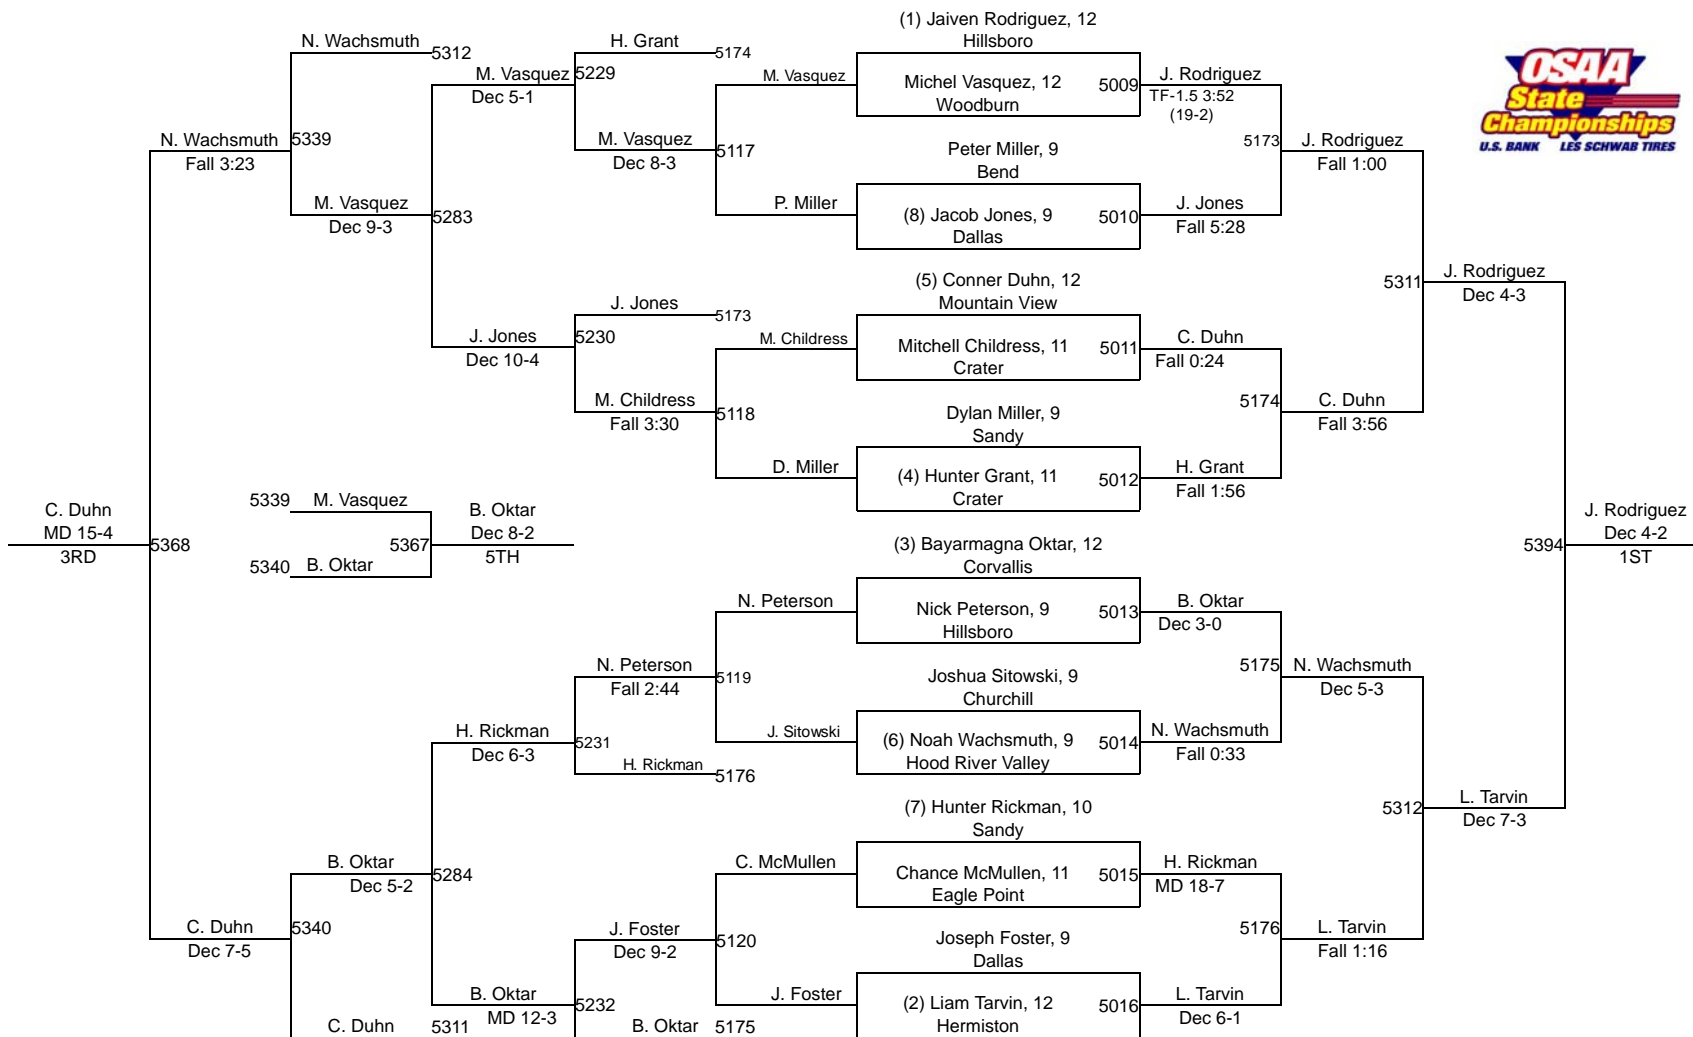 (1) Jaiven Rodriguez, 12
N. Wachsmuth 5312 H. Grant 5174 Hillsboro
OSAA
State
Championships
U.S. BANK LES SCHWAB TIRES
M. Vasquez 5229 M. Vasquez Michel Vasquez, 12 5009 J. Rodriguez
Dec 5-1 Woodburn TF-1.5 3:52
(19-2)
N. Wachsmuth 5339 M. Vasquez 5117 Peter Miller, 9 5173 J. Rodriguez
Fall 3:23 Dec 8-3 Bend Fall 1:00
M. Vasquez 5283 P. Miller (8) Jacob Jones, 9 5010 J. Jones
Dec 9-3 Dallas Fall 5:28
(5) Conner Duhn, 12 5311 J. Rodriguez
J. Jones 5173 Mountain View Dec 4-3
J. Jones 5230 M. Childress Mitchell Childress, 11 5011 C. Duhn
Dec 10-4 Crater Fall 0:24
M. Childress 5118 Dylan Miller, 9 5174 C. Duhn
Fall 3:30 Sandy Fall 3:56
D. Miller (4) Hunter Grant, 11 5012 H. Grant
Crater Fall 1:56
5339 M. Vasquez
C. Duhn B. Oktar J. Rodriguez
MD 15-4 Dec 8-2 Dec 4-2
5368 5367 (3) Bayarmagna Oktar, 12 5394
3RD 5340 B. Oktar 5TH Corvallis 1ST
N. Peterson Nick Peterson, 9 5013 B. Oktar
Hillsboro Dec 3-0
N. Peterson 5119 Joshua Sitowski, 9 5175 N. Wachsmuth
Fall 2:44 Churchill Dec 5-3
H. Rickman 5231 J. Sitowski (6) Noah Wachsmuth, 9 5014 N. Wachsmuth
Dec 6-3 H. Rickman 5176 Hood River Valley Fall 0:33
(7) Hunter Rickman, 10 5312 L. Tarvin
Sandy Dec 7-3
B. Oktar 5284 C. McMullen Chance McMullen, 11 5015 H. Rickman
Dec 5-2 Eagle Point MD 18-7
C. Duhn 5340 J. Foster 5120 Joseph Foster, 9 5176 L. Tarvin
Dec 7-5 Dec 9-2 Dallas Fall 1:16
B. Oktar 5232 J. Foster (2) Liam Tarvin, 12 5016 L. Tarvin
C. Duhn 5311 MD 12-3 B. Oktar 5175 Hermiston Dec 6-1